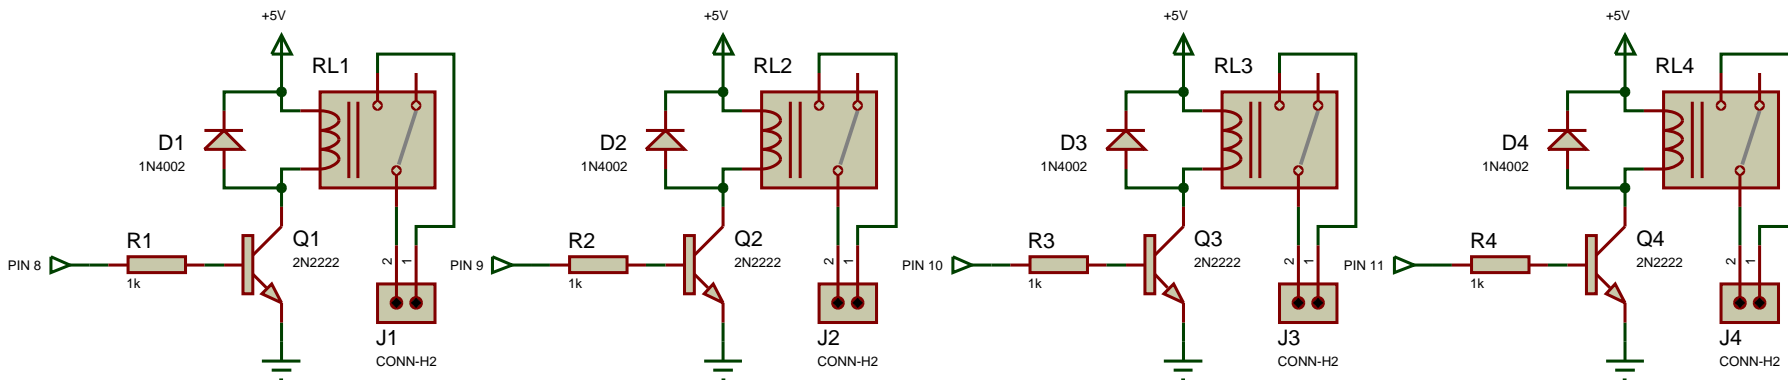 +5V
RL1
D1
1N4002
R1
Q1
PIN 8
1k
2N2222
2
1
J1
CONN-H2
+5V
RL2
D2
1N4002
R2
Q2
PIN 9
1k
2N2222
2
1
J2
CONN-H2
+5V
RL3
D3
1N4002
R3
Q3
PIN 10
1k
2N2222
2
1
J3
CONN-H2
+5V
RL4
D4
1N4002
R4
Q4
PIN 11
1k
2N2222
2
1
J4
CONN-H2